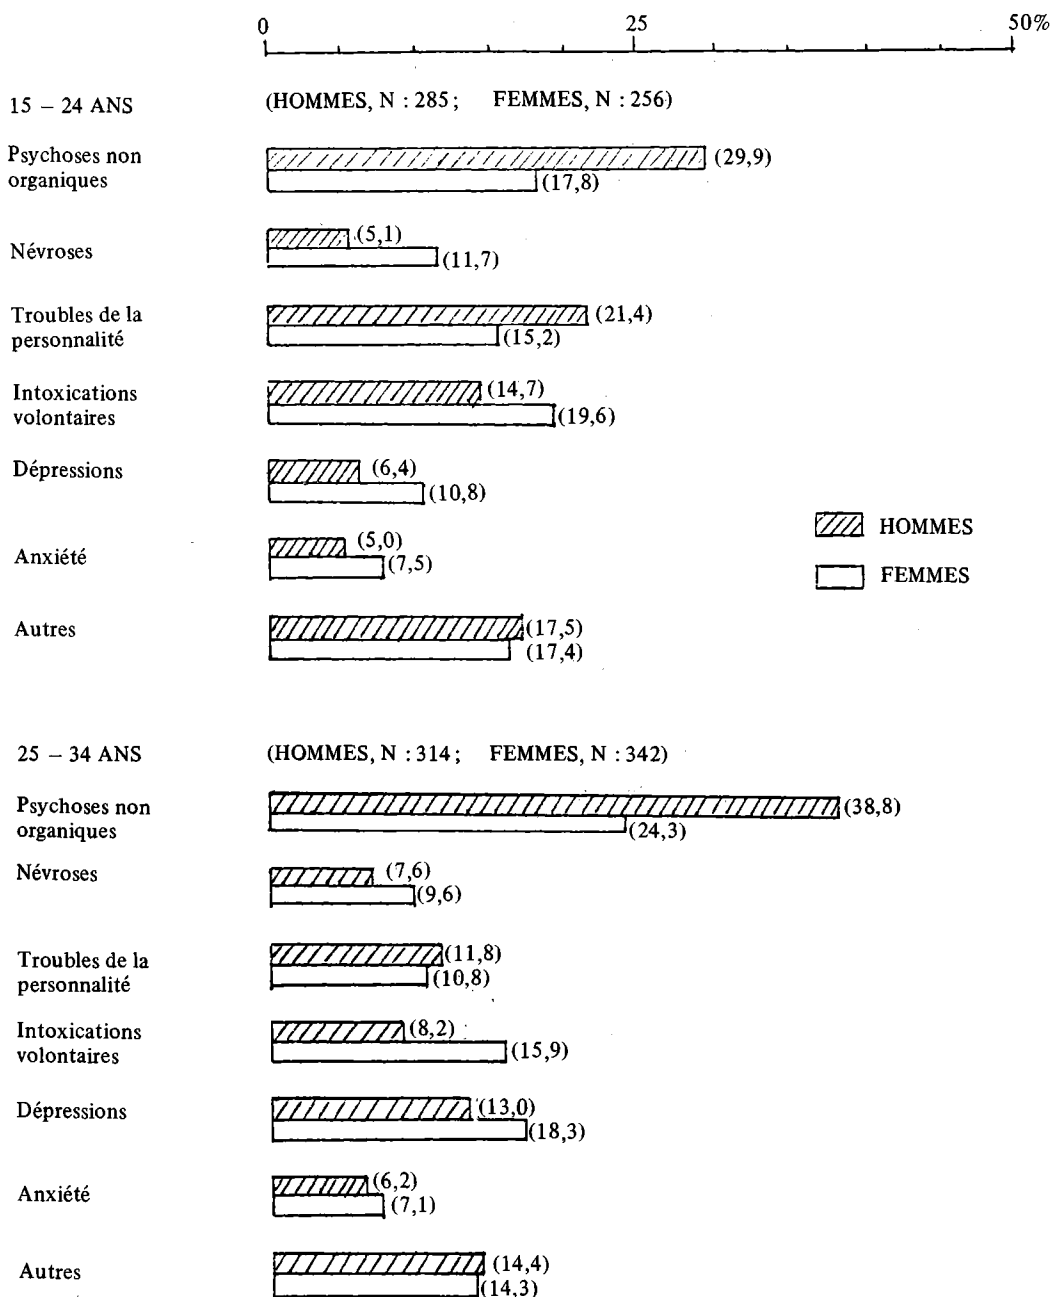 0 25 50%
15 – 24 ANS (HOMMES, N : 285 ; FEMMES, N : 256)
Psychoses non
organiques
(29,9)
(17,8)
Névroses
(5,1)
(11,7)
Troubles de la
personnalité
(21,4)
(15,2)
Intoxications
volontaires
(14,7)
(19,6)
Dépressions
(6,4)
(10,8)
HOMMES
FEMMES
Anxiété
(5,0)
(7,5)
Autres
(17,5)
(17,4)
25 – 34 ANS (HOMMES, N : 314 ; FEMMES, N : 342)
Psychoses non
organiques
(38,8)
(24,3)
Névroses
(7,6)
(9,6)
Troubles de la
personnalité
(11,8)
(10,8)
Intoxications
volontaires
(8,2)
(15,9)
Dépressions
(13,0)
(18,3)
Anxiété
(6,2)
(7,1)
Autres
(14,4)
(14,3)